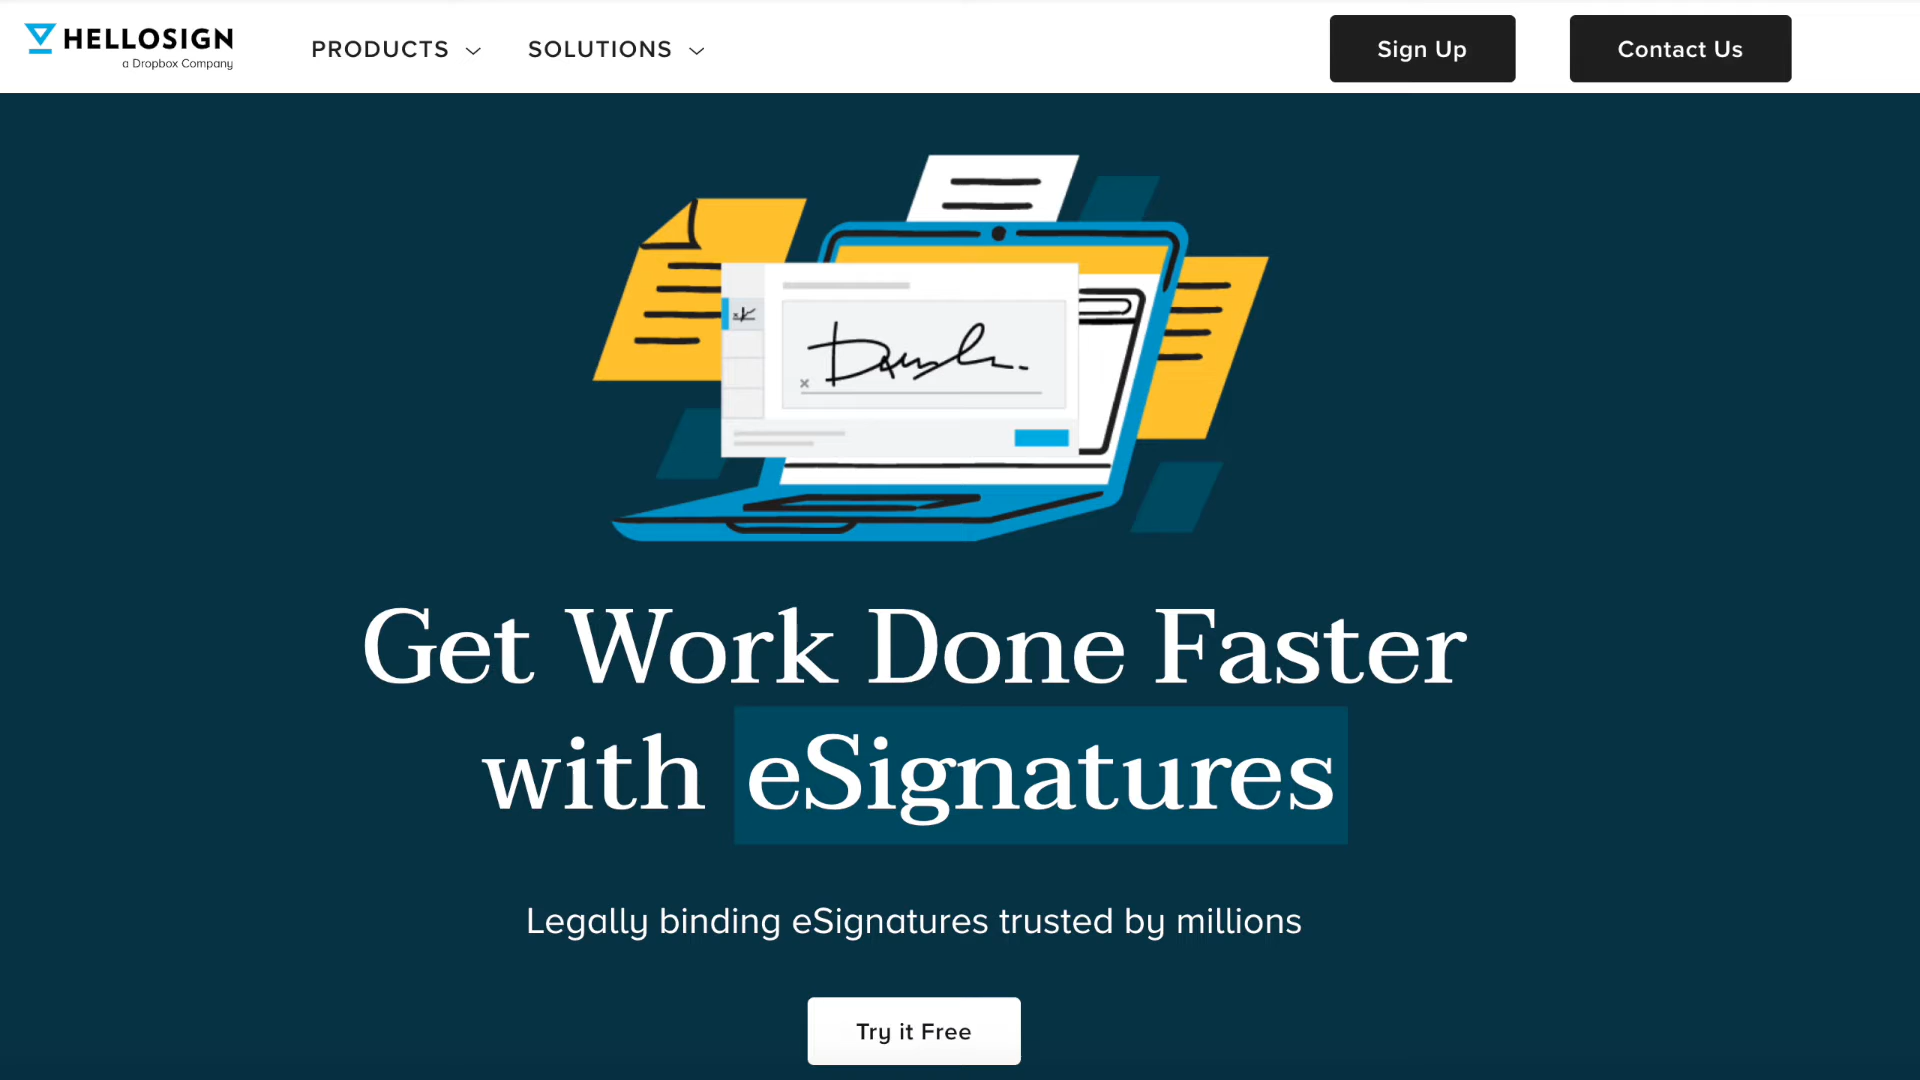 HELLOSIGN
a Dropbox Company
PRODUCTS
SOLUTIONS
Sign Up
Contact Us
x
Get Work Done Faster
with eSignatures
Legally binding eSignatures trusted by millions
Try it Free